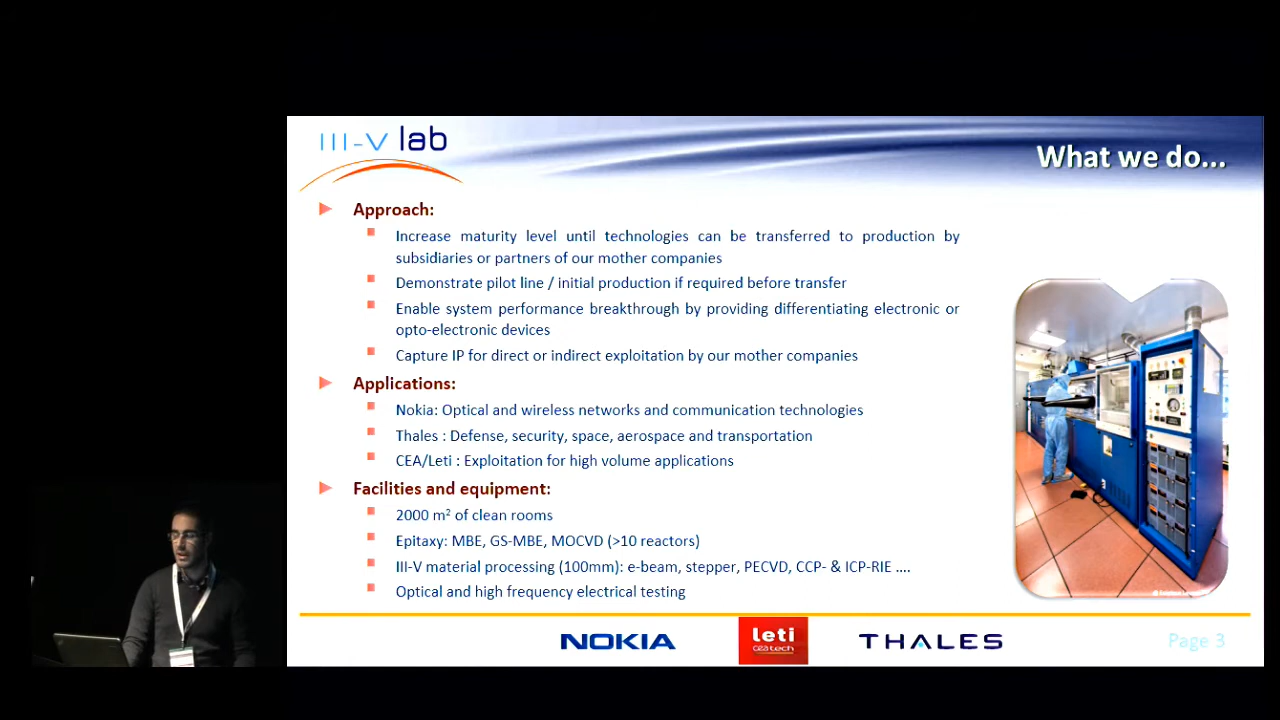 III-V lab
What we do...
Approach:
Increase maturity level until technologies can be transferred to production by
subsidiaries or partners of our mother companies
Demonstrate pilot line / initial production if required before transfer
Enable system performance breakthrough by providing differentiating electronic or
opto-electronic devices
Capture IP for direct or indirect exploitation by our mother companies
Applications:
Nokia: Optical and wireless networks and communication technologies
Thales : Defense, security, space, aerospace and transportation
CEA/Leti : Exploitation for high volume applications
Facilities and equipment:
2000 m² of clean rooms
Epitaxy: MBE, GS-MBE, MOCVD (>10 reactors)
III-V material processing (100mm): e-beam, stepper, PECVD, CCP- & ICP-RIE ....
Optical and high frequency electrical testing
NOKIA
leti
cea tech
THALES
Page 3